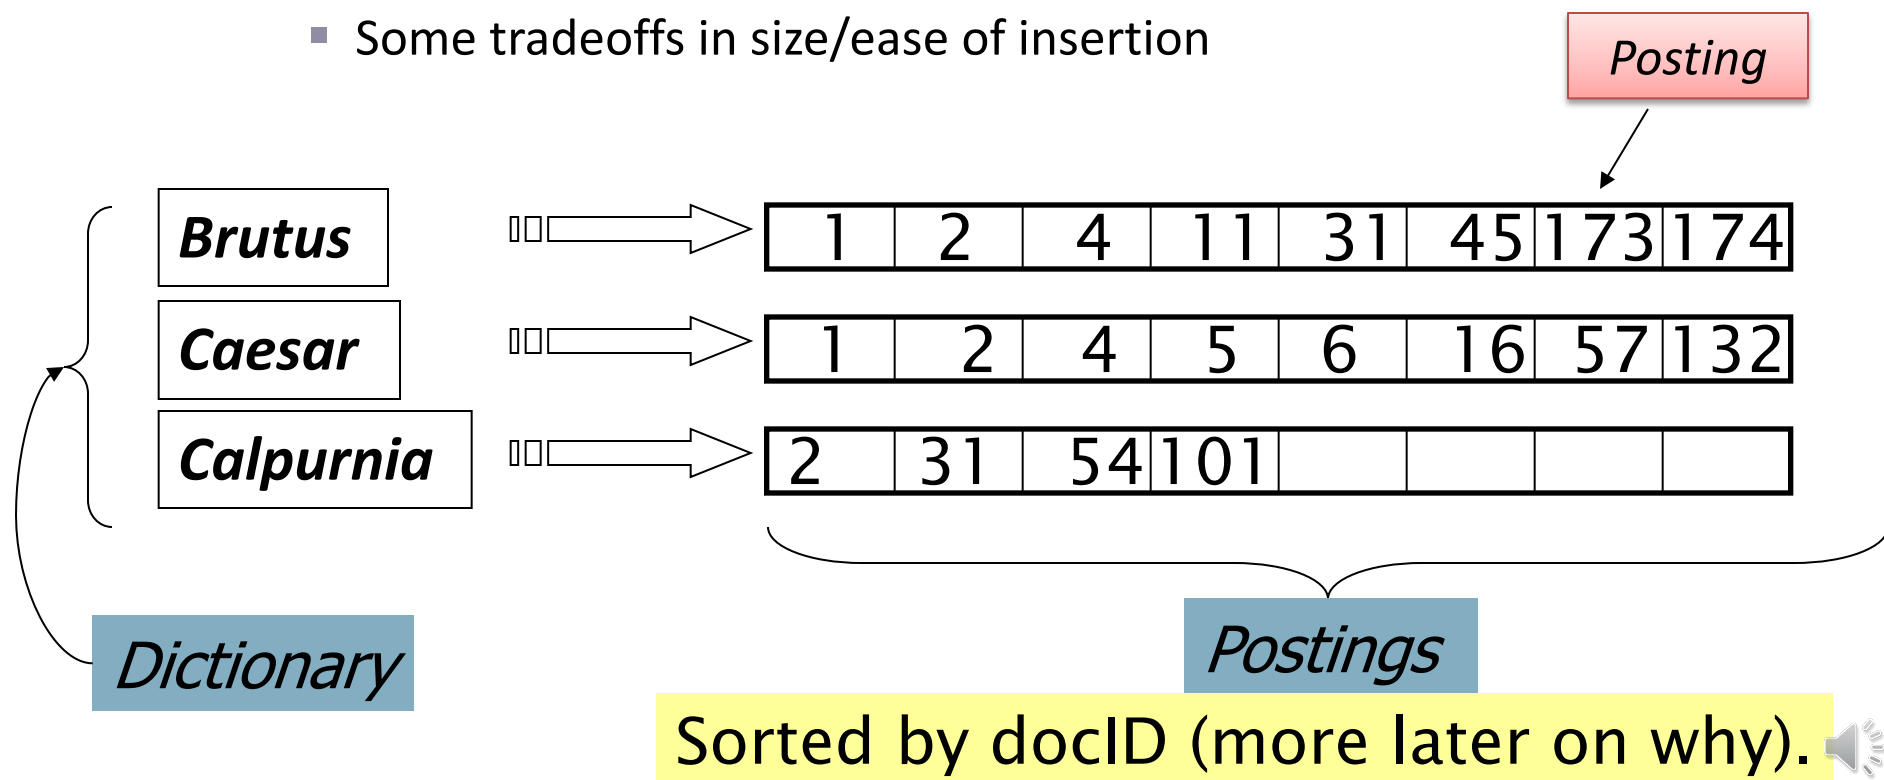 Some tradeoffs in size/ease of insertion
Posting
Brutus 1 2 4 11 31 45 173 174
Caesar 1 2 4 5 6 16 57 132
Calpurnia 2 31 54 101
Dictionary
Postings
Sorted by docID (more later on why).